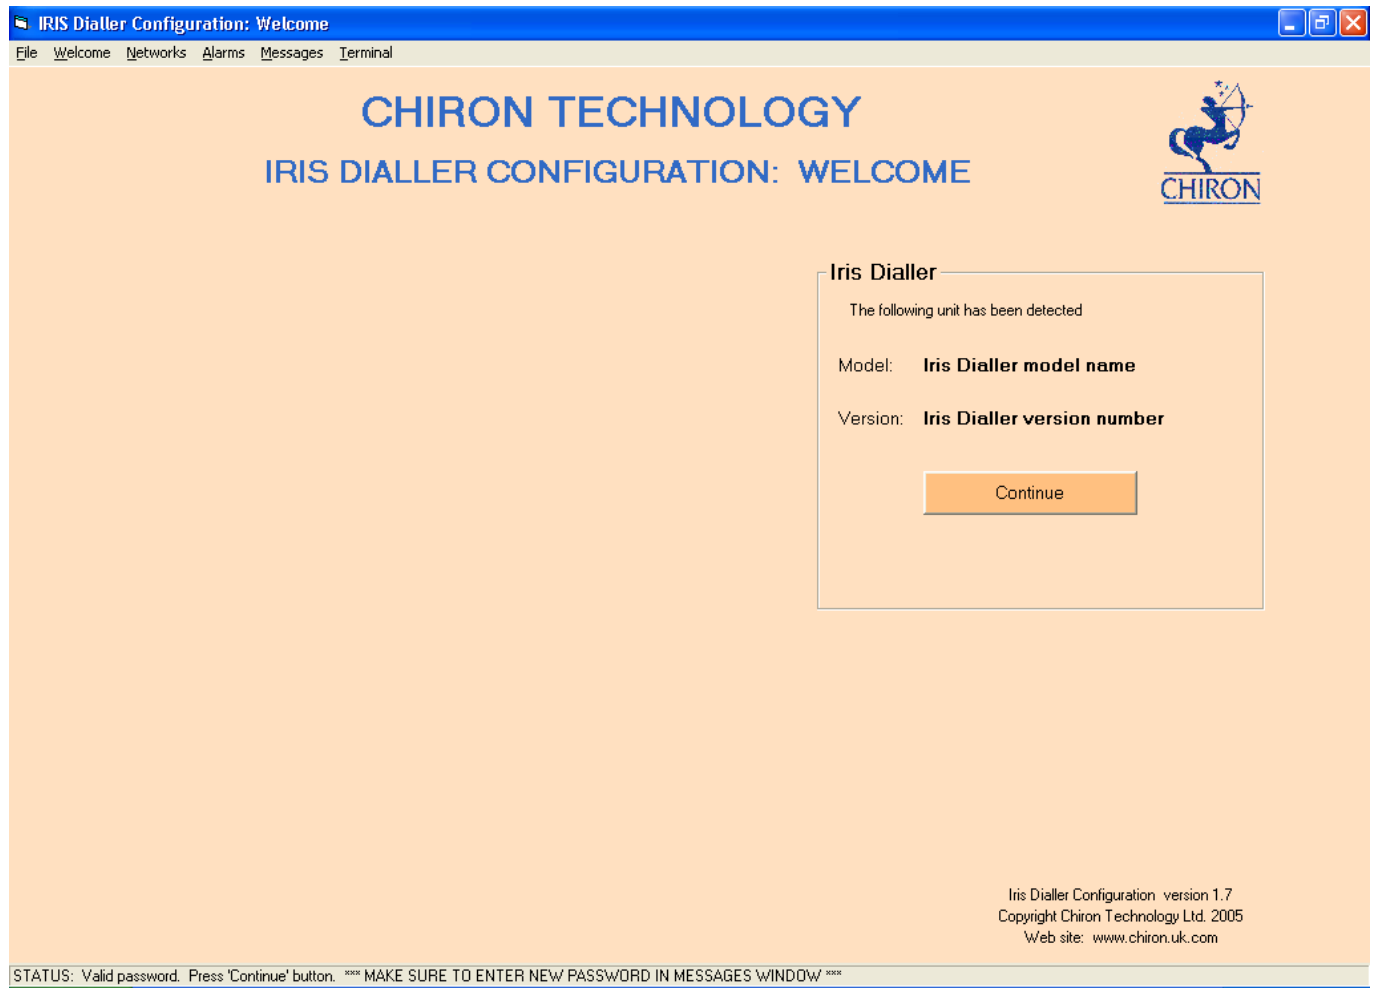 IRIS Dialler Configuration: Welcome
File Welcome Networks Alarms Messages Terminal
CHIRON TECHNOLOGY
IRIS DIALLER CONFIGURATION: WELCOME
CHIRON
Iris Dialler
The following unit has been detected
Model: Iris Dialler model name
Version: Iris Dialler version number
Continue
Iris Dialler Configuration version 1.7
Copyright Chiron Technology Ltd. 2005
Web site: www.chiron.uk.com
STATUS: Valid password. Press 'Continue' button. *** MAKE SURE TO ENTER NEW PASSWORD IN MESSAGES WINDOW ***